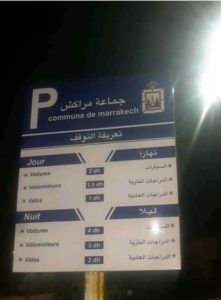 P جماعة مراكش
commune de marrakech
تعريفة التوقف
Jour نهارا
Voitures 2 dh السيارات
Vélomoteurs 1,5 dh الدراجات النارية
Vélos 1 dh الدراجات العادية
Nuit ليلا
Voitures 4 dh السيارات
Vélomoteurs 3 dh الدراجات النارية
Vélos 2 dh الدراجات العادية